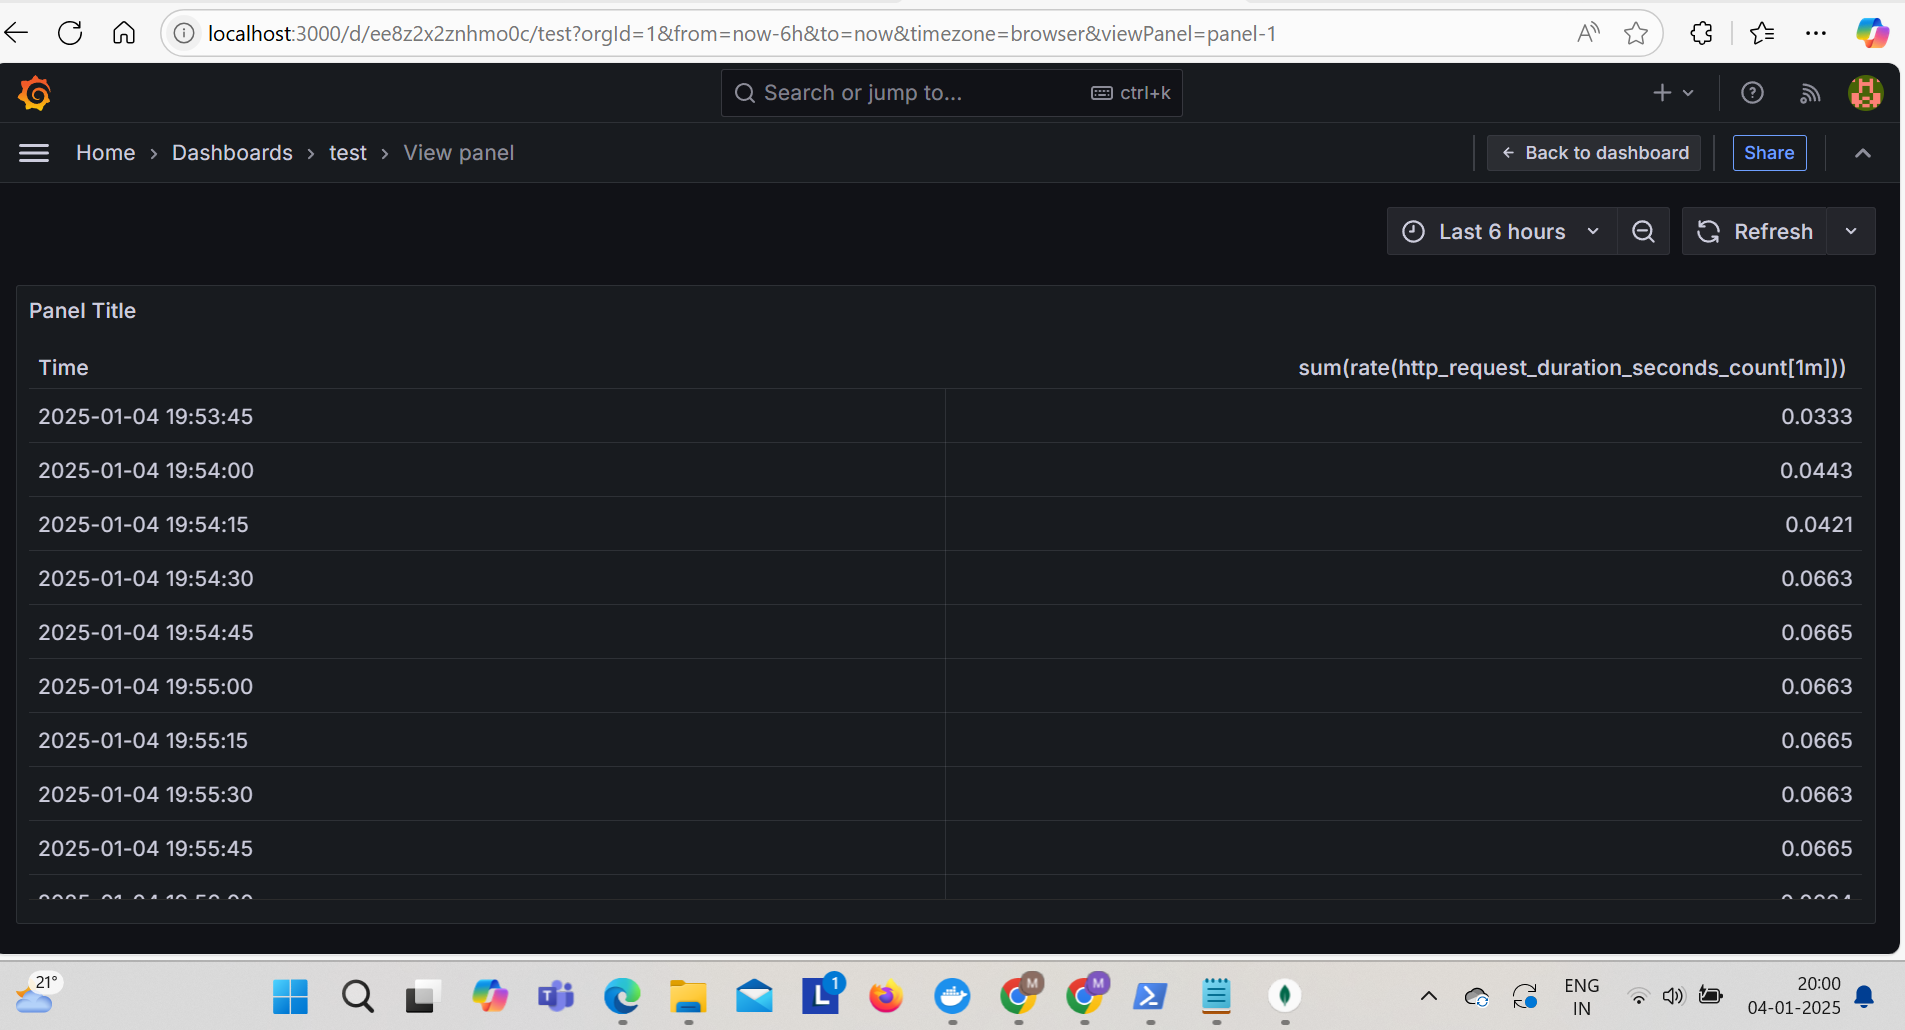 localhost:3000/d/ee8z2x2znhmo0c/test?orgId=1&from=now-6h&to=now&timezone=browser&viewPanel=panel-1
Search or jump to... ctrl+k
Home › Dashboards › test › View panel
Back to dashboard
Share
Last 6 hours
Refresh
Panel Title
Time sum(rate(http_request_duration_seconds_count[1m]))
2025-01-04 19:53:45 0.0333
2025-01-04 19:54:00 0.0443
2025-01-04 19:54:15 0.0421
2025-01-04 19:54:30 0.0663
2025-01-04 19:54:45 0.0665
2025-01-04 19:55:00 0.0663
2025-01-04 19:55:15 0.0665
2025-01-04 19:55:30 0.0663
2025-01-04 19:55:45 0.0665
21°
L
1
M
M
ENG
IN
20:00
04-01-2025